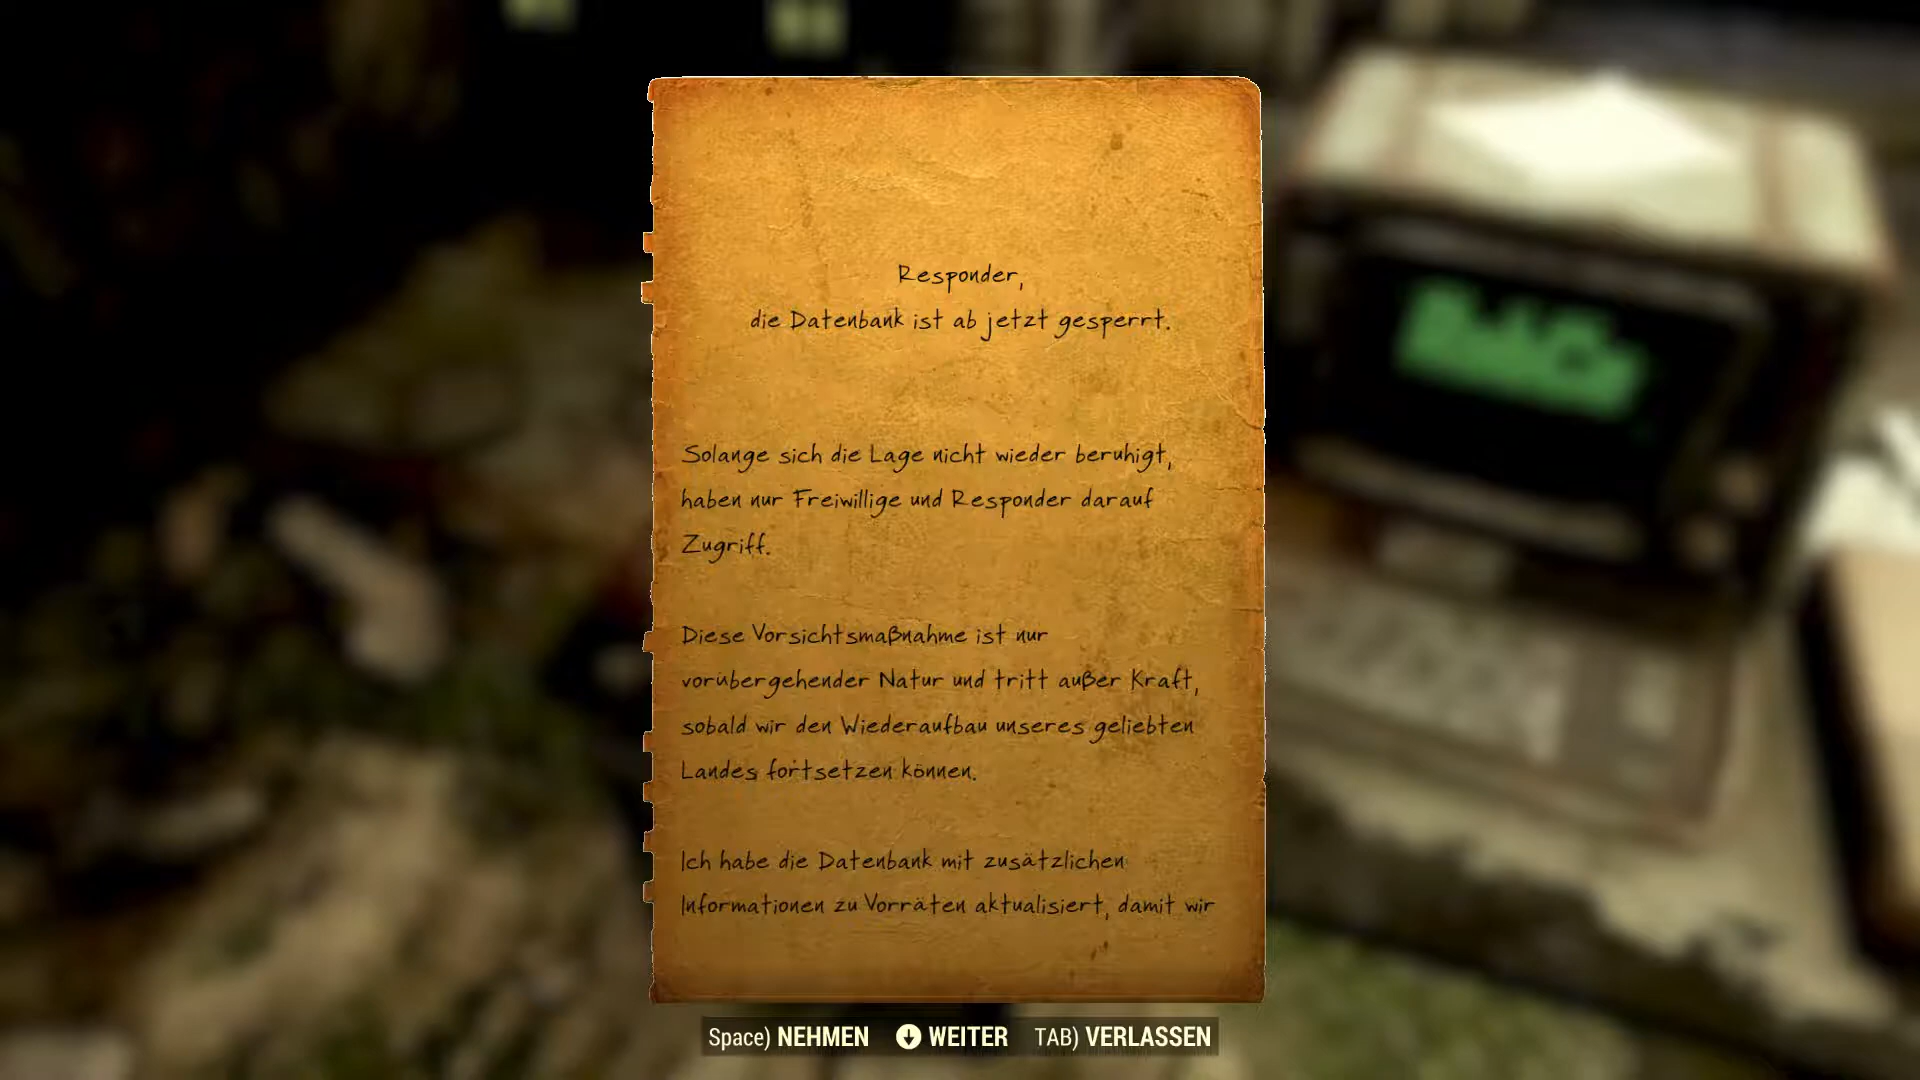 Responder,
die Datenbank ist ab jetzt gesperrt.
Solange sich die Lage nicht wieder beruhigt,
haben nur Freiwillige und Responder darauf
Zugriff.
Diese Vorsichtsmaßnahme ist nur
vorübergehender Natur und tritt außer Kraft,
sobald wir den Wiederaufbau unseres geliebten
Landes fortsetzen können.
Ich habe die Datenbank mit zusätzlichen
Informationen zu Vorräten aktualisiert, damit wir
Space) NEHMEN WEITER TAB) VERLASSEN